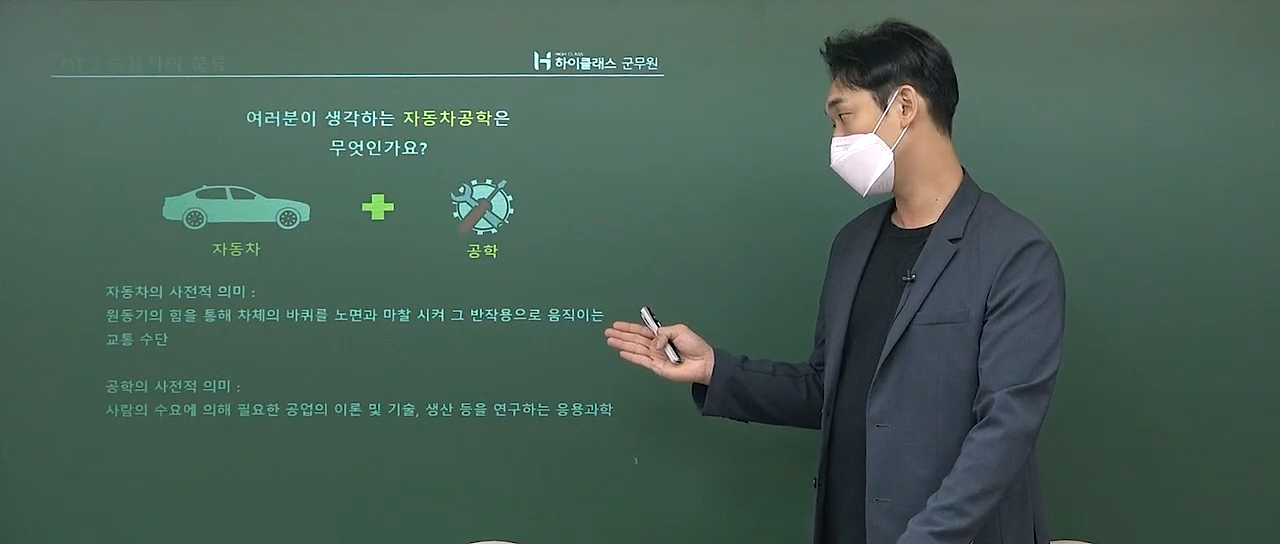 HIGH CLASS
하이클래스 군무원
여러분이 생각하는 자동차공학은
무엇인가요?
자동차
공학
자동차의 사전적 의미 :
원동기의 힘을 통해 차체의 바퀴를 노면과 마찰 시켜 그 반작용으로 움직이는
교통 수단
공학의 사전적 의미 :
사람의 수요에 의해 필요한 공업의 이론 및 기술, 생산 등을 연구하는 응용과학
3